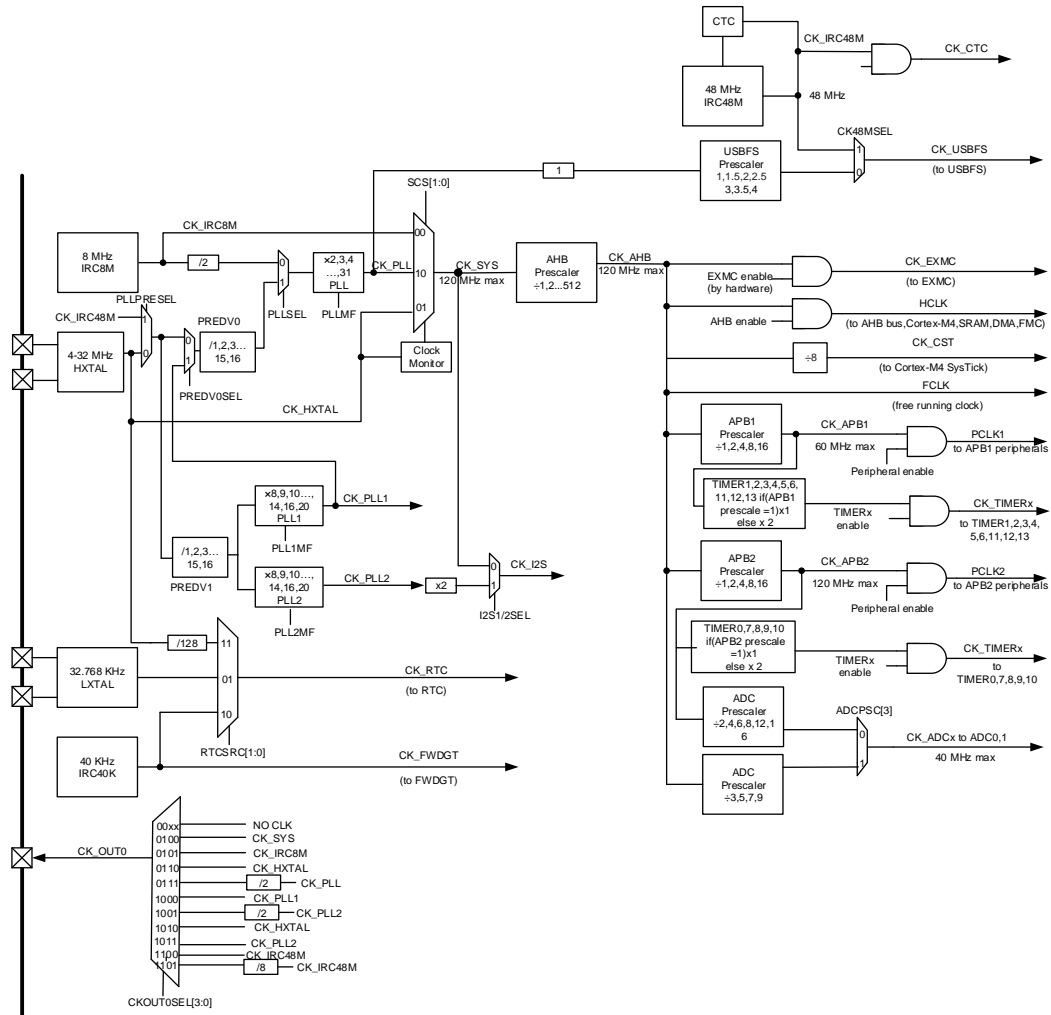 CTC
CK_IRC48M
CK_CTC
48 MHz
IRC48M
48 MHz
CK48MSEL
1
0
CK_USBFS
(to USBFS)
USBFS
Prescaler
1,1.5,2,2.5
3,3.5,4
1
SCS[1:0]
CK_IRC8M
8 MHz
IRC8M
/2
0
1
PLLSEL
×2,3,4
…,31
PLL
PLLMF
CK_PLL
00
10
01
CK_SYS
120 MHz max
AHB
Prescaler
÷1,2...512
CK_AHB
120 MHz max
EXMC enable
(by hardware)
CK_EXMC
(to EXMC)
HCLK
AHB enable
(to AHB bus,Cortex-M4,SRAM,DMA,FMC)
÷8
CK_CST
(to Cortex-M4 SysTick)
FCLK
(free running clock)
PLLPRESEL
CK_IRC48M
1
0
4-32 MHz
HXTAL
PREDV0
0
1
/1,2,3…
15,16
PREDV0SEL
Clock
Monitor
CK_HXTAL
APB1
Prescaler
÷1,2,4,8,16
CK_APB1
60 MHz max
Peripheral enable
PCLK1
to APB1 peripherals
TIMER1,2,3,4,5,6,
11,12,13 if(APB1
prescale =1)x1
else x 2
TIMERx
enable
CK_TIMERx
to TIMER1,2,3,4,
5,6,11,12,13
×8,9,10…,
14,16,20
PLL1
PLL1MF
CK_PLL1
/1,2,3…
15,16
PREDV1
×8,9,10…,
14,16,20
PLL2
PLL2MF
CK_PLL2
x2
0
1
CK_I2S
I2S1/2SEL
APB2
Prescaler
÷1,2,4,8,16
CK_APB2
120 MHz max
Peripheral enable
PCLK2
to APB2 peripherals
TIMER0,7,8,9,10
if(APB2 prescale
=1)x1
else x 2
TIMERx
enable
CK_TIMERx
to
TIMER0,7,8,9,10
/128
11
01
10
32.768 KHz
LXTAL
CK_RTC
(to RTC)
RTCSRC[1:0]
40 KHz
IRC40K
CK_FWDGT
(to FWDGT)
ADC
Prescaler
÷2,4,6,8,12,1
6
ADCPSC[3]
0
1
CK_ADCx to ADC0,1
40 MHz max
ADC
Prescaler
÷3,5,7,9
CK_OUT0
00xx NO CLK
0100 CK_SYS
0101 CK_IRC8M
0110 CK_HXTAL
0111 /2 CK_PLL
1000 CK_PLL1
1001 /2 CK_PLL2
1010 CK_HXTAL
1011 CK_PLL2
1100 CK_IRC48M
1101 /8 CK_IRC48M
CKOUT0SEL[3:0]